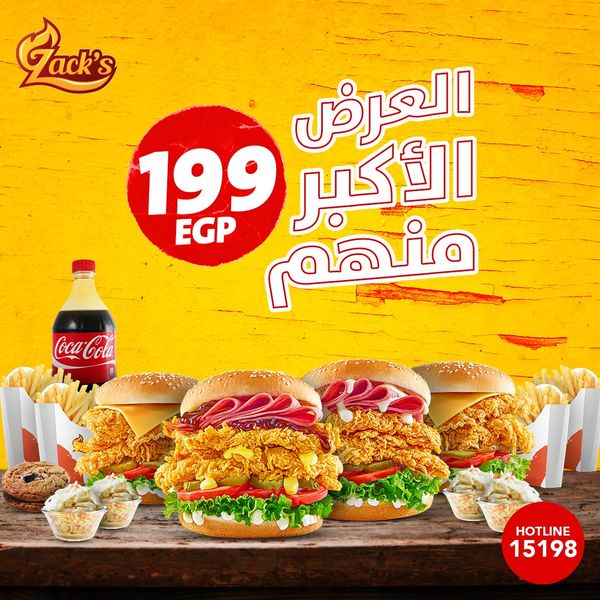 Zack's
العرض
الأكبر
منهم
199
EGP
Coca-Cola
HOTLINE
15198